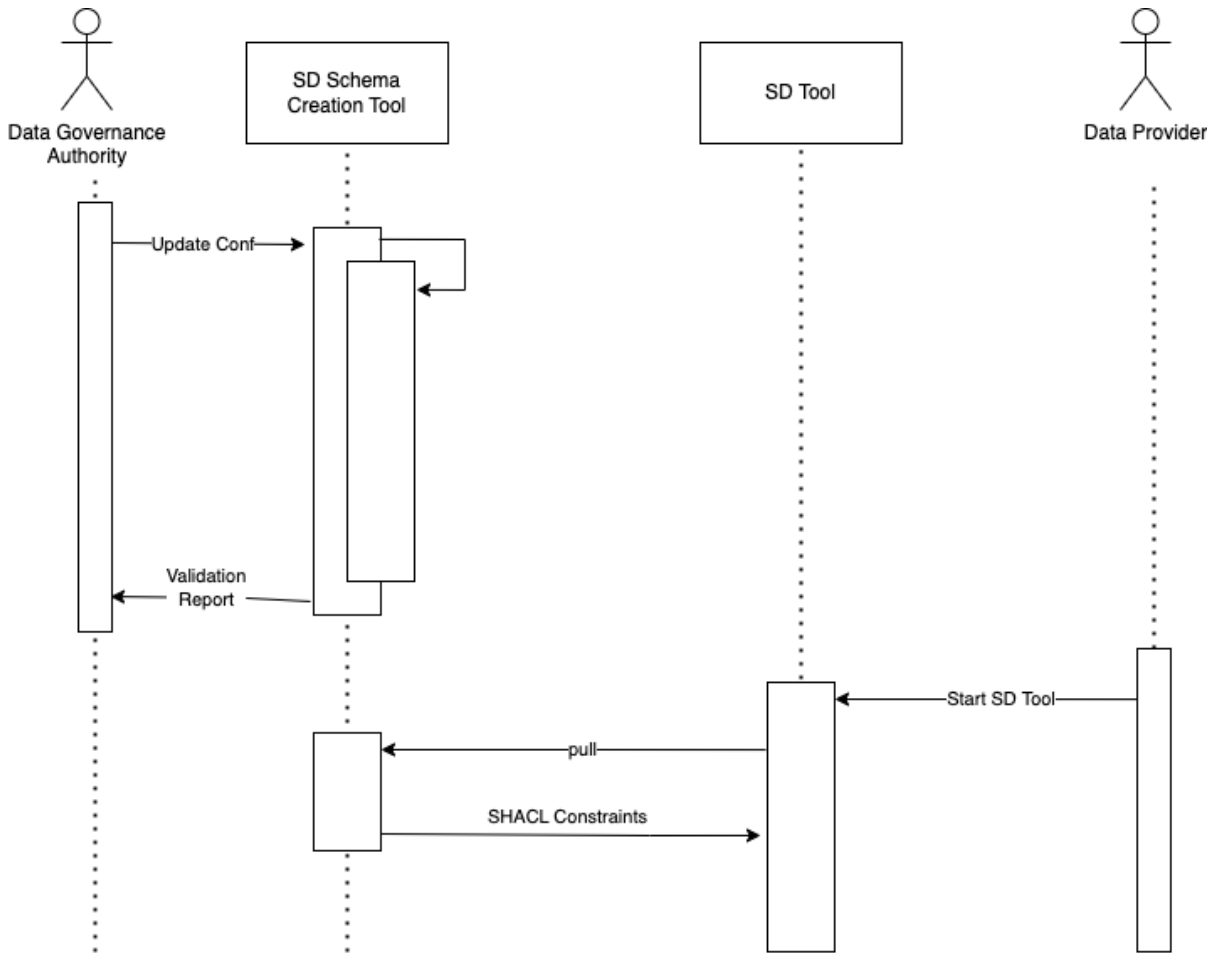 Data Governance
Authority
SD Schema
Creation Tool
SD Tool
Data Provider
Update Conf
Validation
Report
Start SD Tool
pull
SHACL Constraints